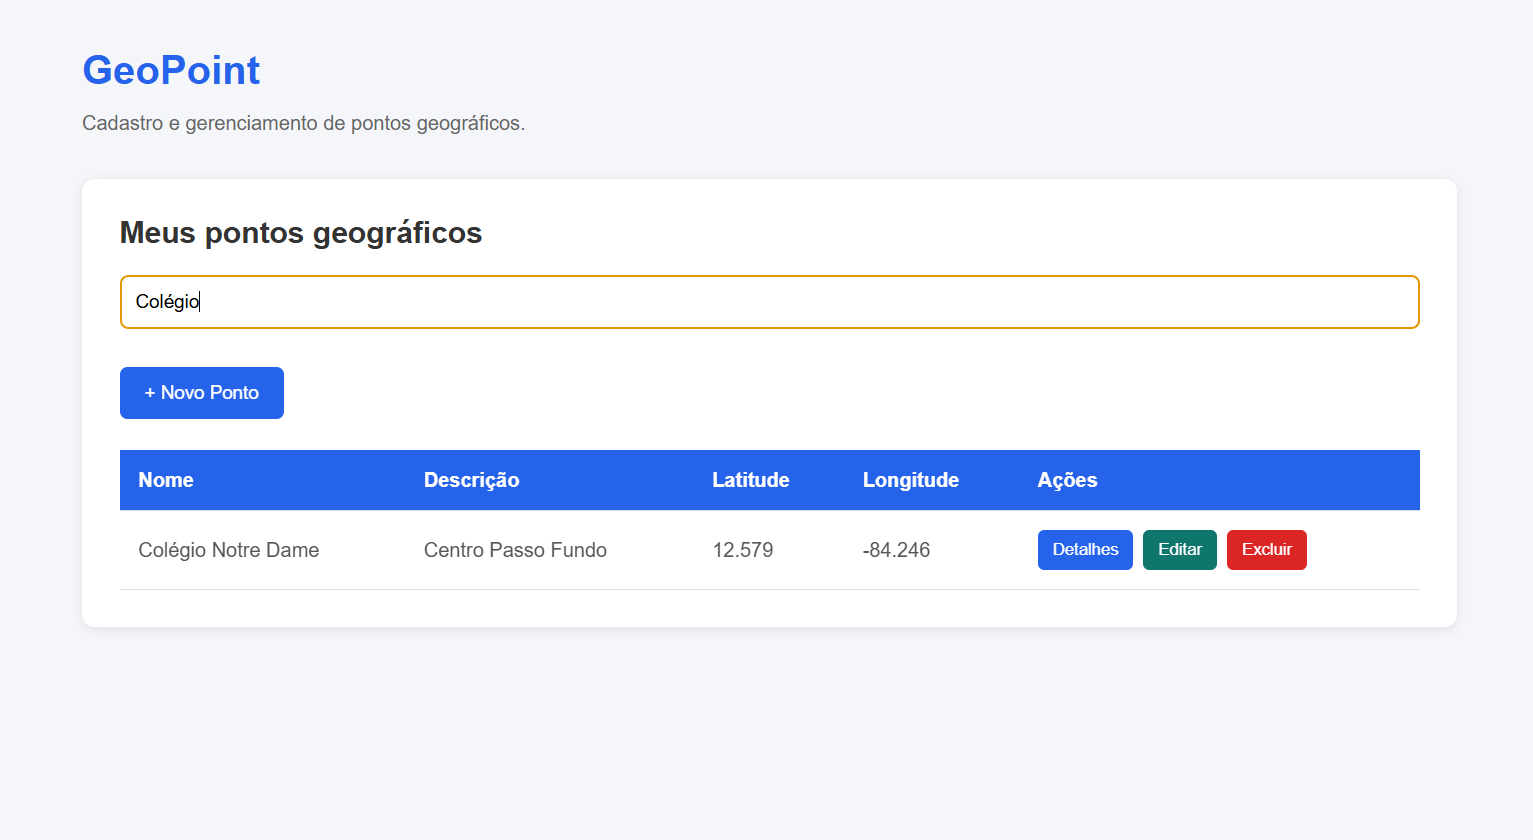 GeoPoint
Cadastro e gerenciamento de pontos geográficos.
Meus pontos geográficos
Colégio
+ Novo Ponto
Nome Descrição Latitude Longitude Ações
Colégio Notre Dame Centro Passo Fundo 12.579 -84.246 Detalhes Editar Excluir